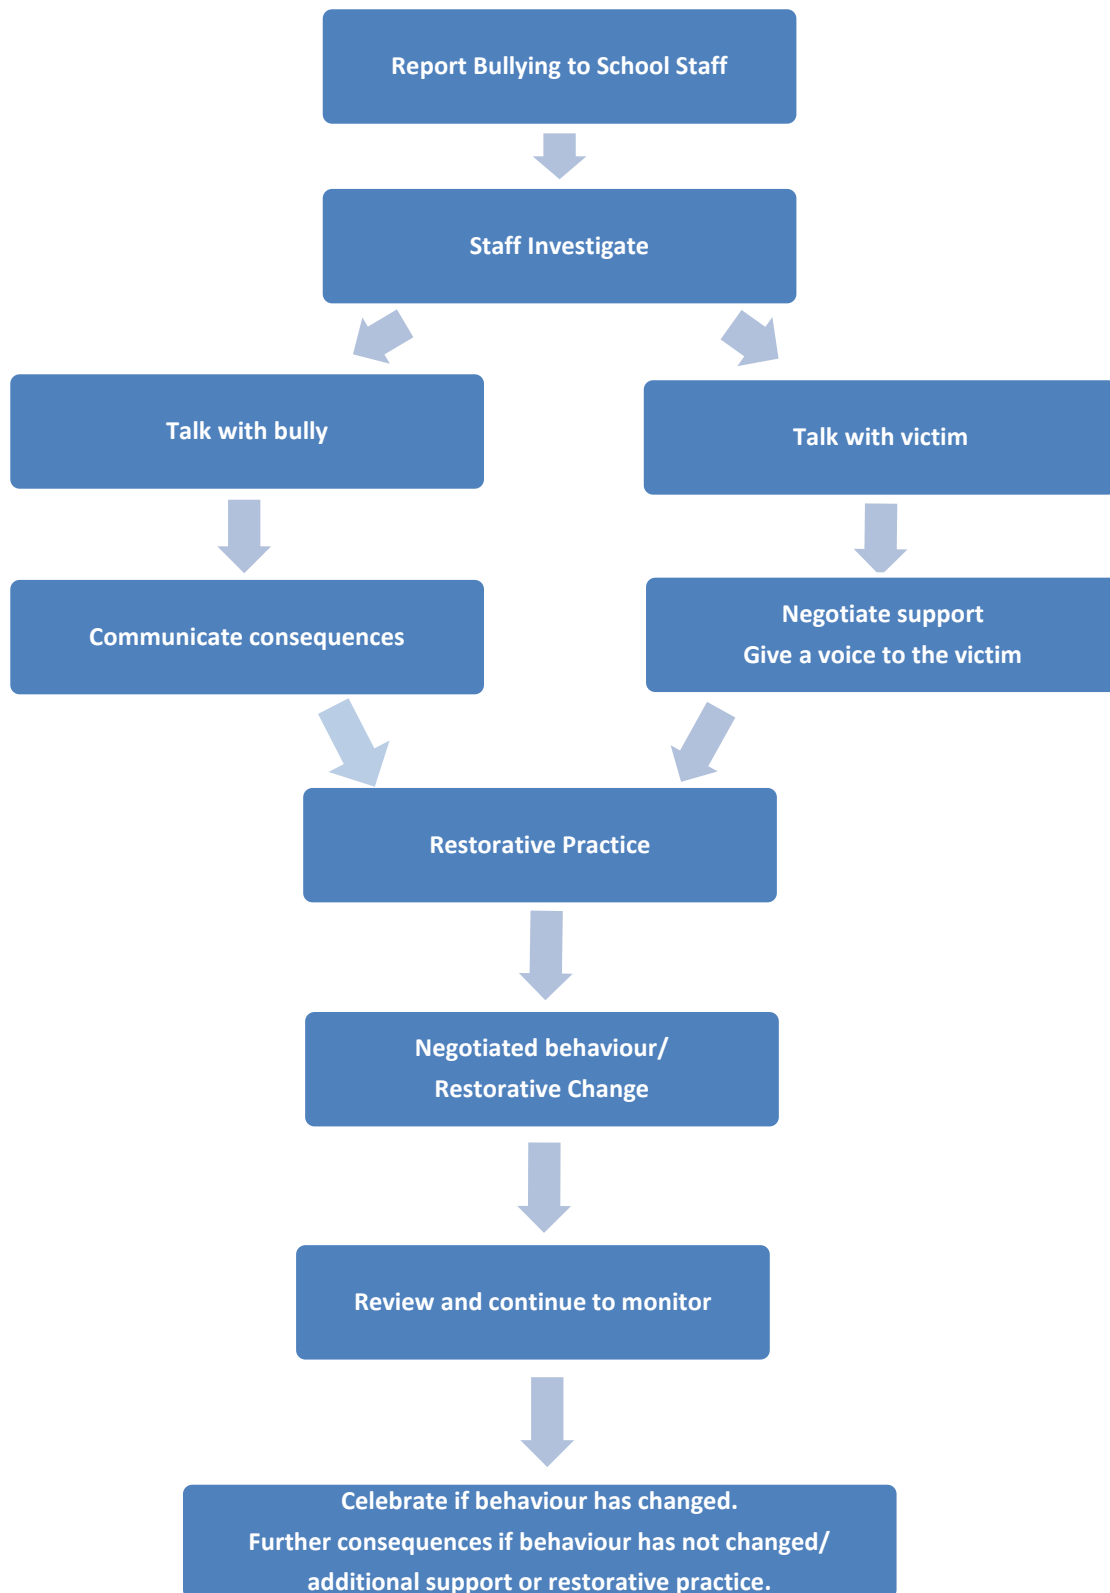 Report Bullying to School Staff
Staff Investigate
Talk with bully
Talk with victim
Communicate consequences
Negotiate support
Give a voice to the victim
Restorative Practice
Negotiated behaviour/
Restorative Change
Review and continue to monitor
Celebrate if behaviour has changed.
Further consequences if behaviour has not changed/
additional support or restorative practice.